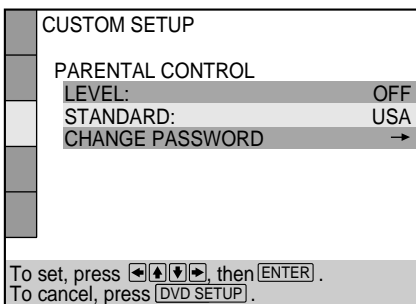 CUSTOM SETUP
PARENTAL CONTROL
LEVEL: OFF
STANDARD: USA
CHANGE PASSWORD →
To set, press ←↑↓→, then ENTER .
To cancel, press DVD SETUP .